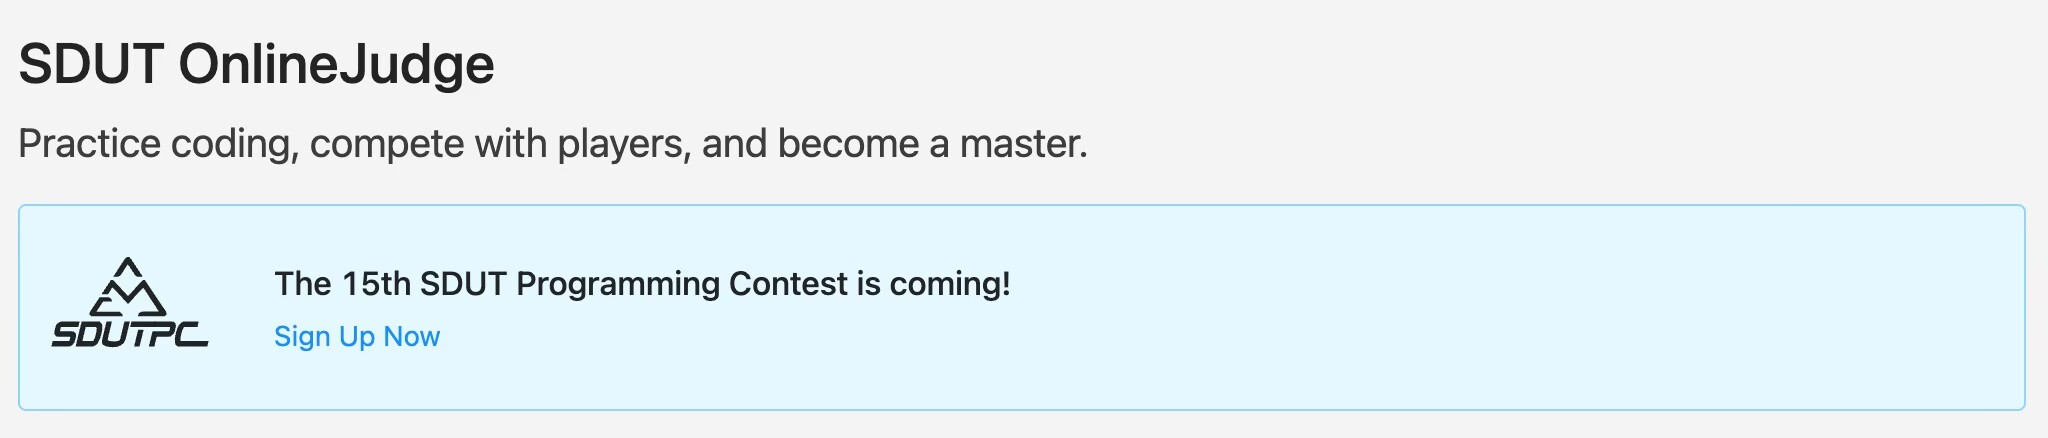 SDUT OnlineJudge
Practice coding, compete with players, and become a master.
SDUTPC
The 15th SDUT Programming Contest is coming!
Sign Up Now